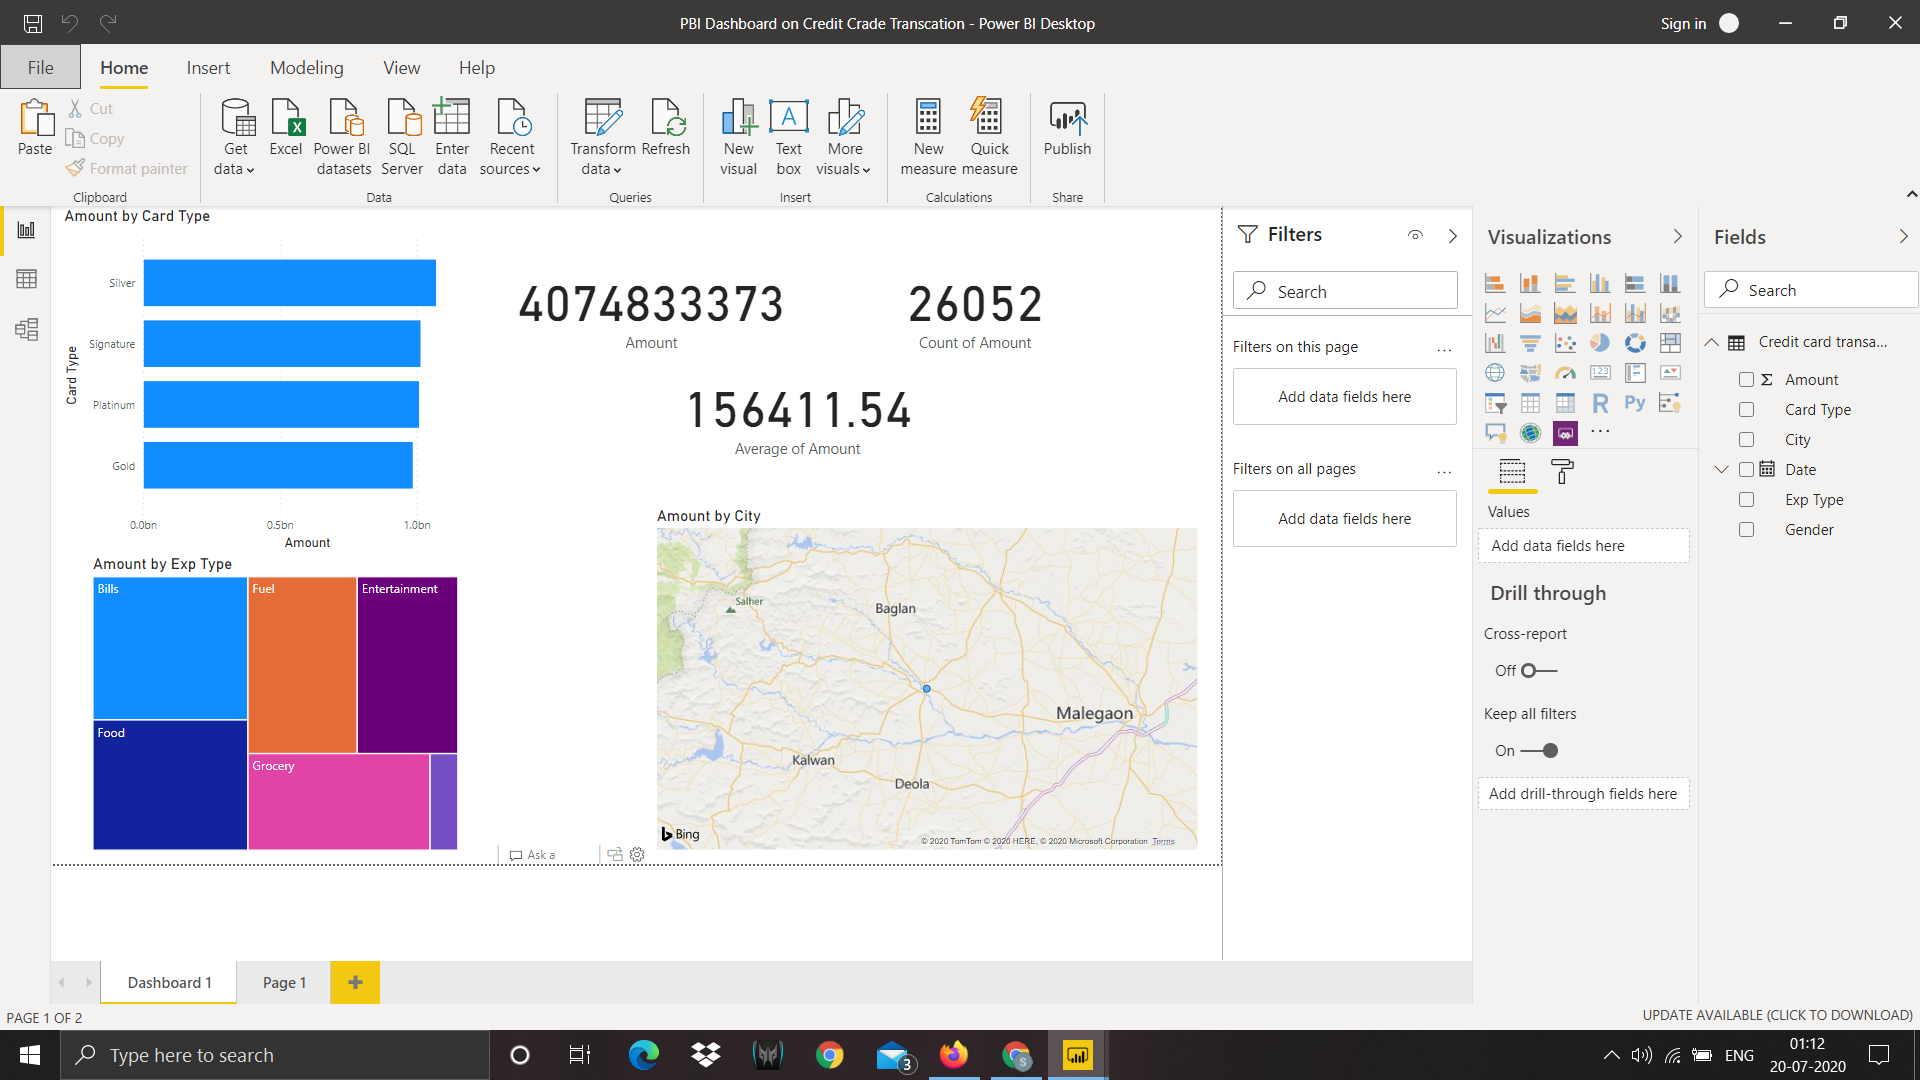 PBI Dashboard on Credit Crade Transcation - Power BI Desktop
Sign in
File
Home
Insert
Modeling
View
Help
Paste
Cut
Copy
Format painter
Clipboard
Get data
Excel
Power BI datasets
SQL Server
Enter data
Recent sources
Data
Transform data
Refresh
Queries
New visual
Text box
More visuals
Insert
New measure
Quick measure
Calculations
Publish
Share
Amount by Card Type
Card Type
Silver
Signature
Platinum
Gold
0.0bn
0.5bn
1.0bn
Amount
4074833373
Amount
26052
Count of Amount
156411.54
Average of Amount
Amount by Exp Type
Bills
Fuel
Entertainment
Food
Grocery
Amount by City
Salher
Baglan
Malegaon
Kalwan
Deola
Bing
© 2020 TomTom © 2020 HERE, © 2020 Microsoft Corporation Terms
Ask a
Filters
Search
Filters on this page
...
Add data fields here
Filters on all pages
...
Add data fields here
Visualizations
123
R
Py
...
Values
Add data fields here
Drill through
Cross-report
Off
Keep all filters
On
Add drill-through fields here
Fields
Search
Credit card transa...
Σ Amount
Card Type
City
Date
Exp Type
Gender
Dashboard 1
Page 1
+
PAGE 1 OF 2
UPDATE AVAILABLE (CLICK TO DOWNLOAD)
Type here to search
3
S
ENG
01:12
20-07-2020